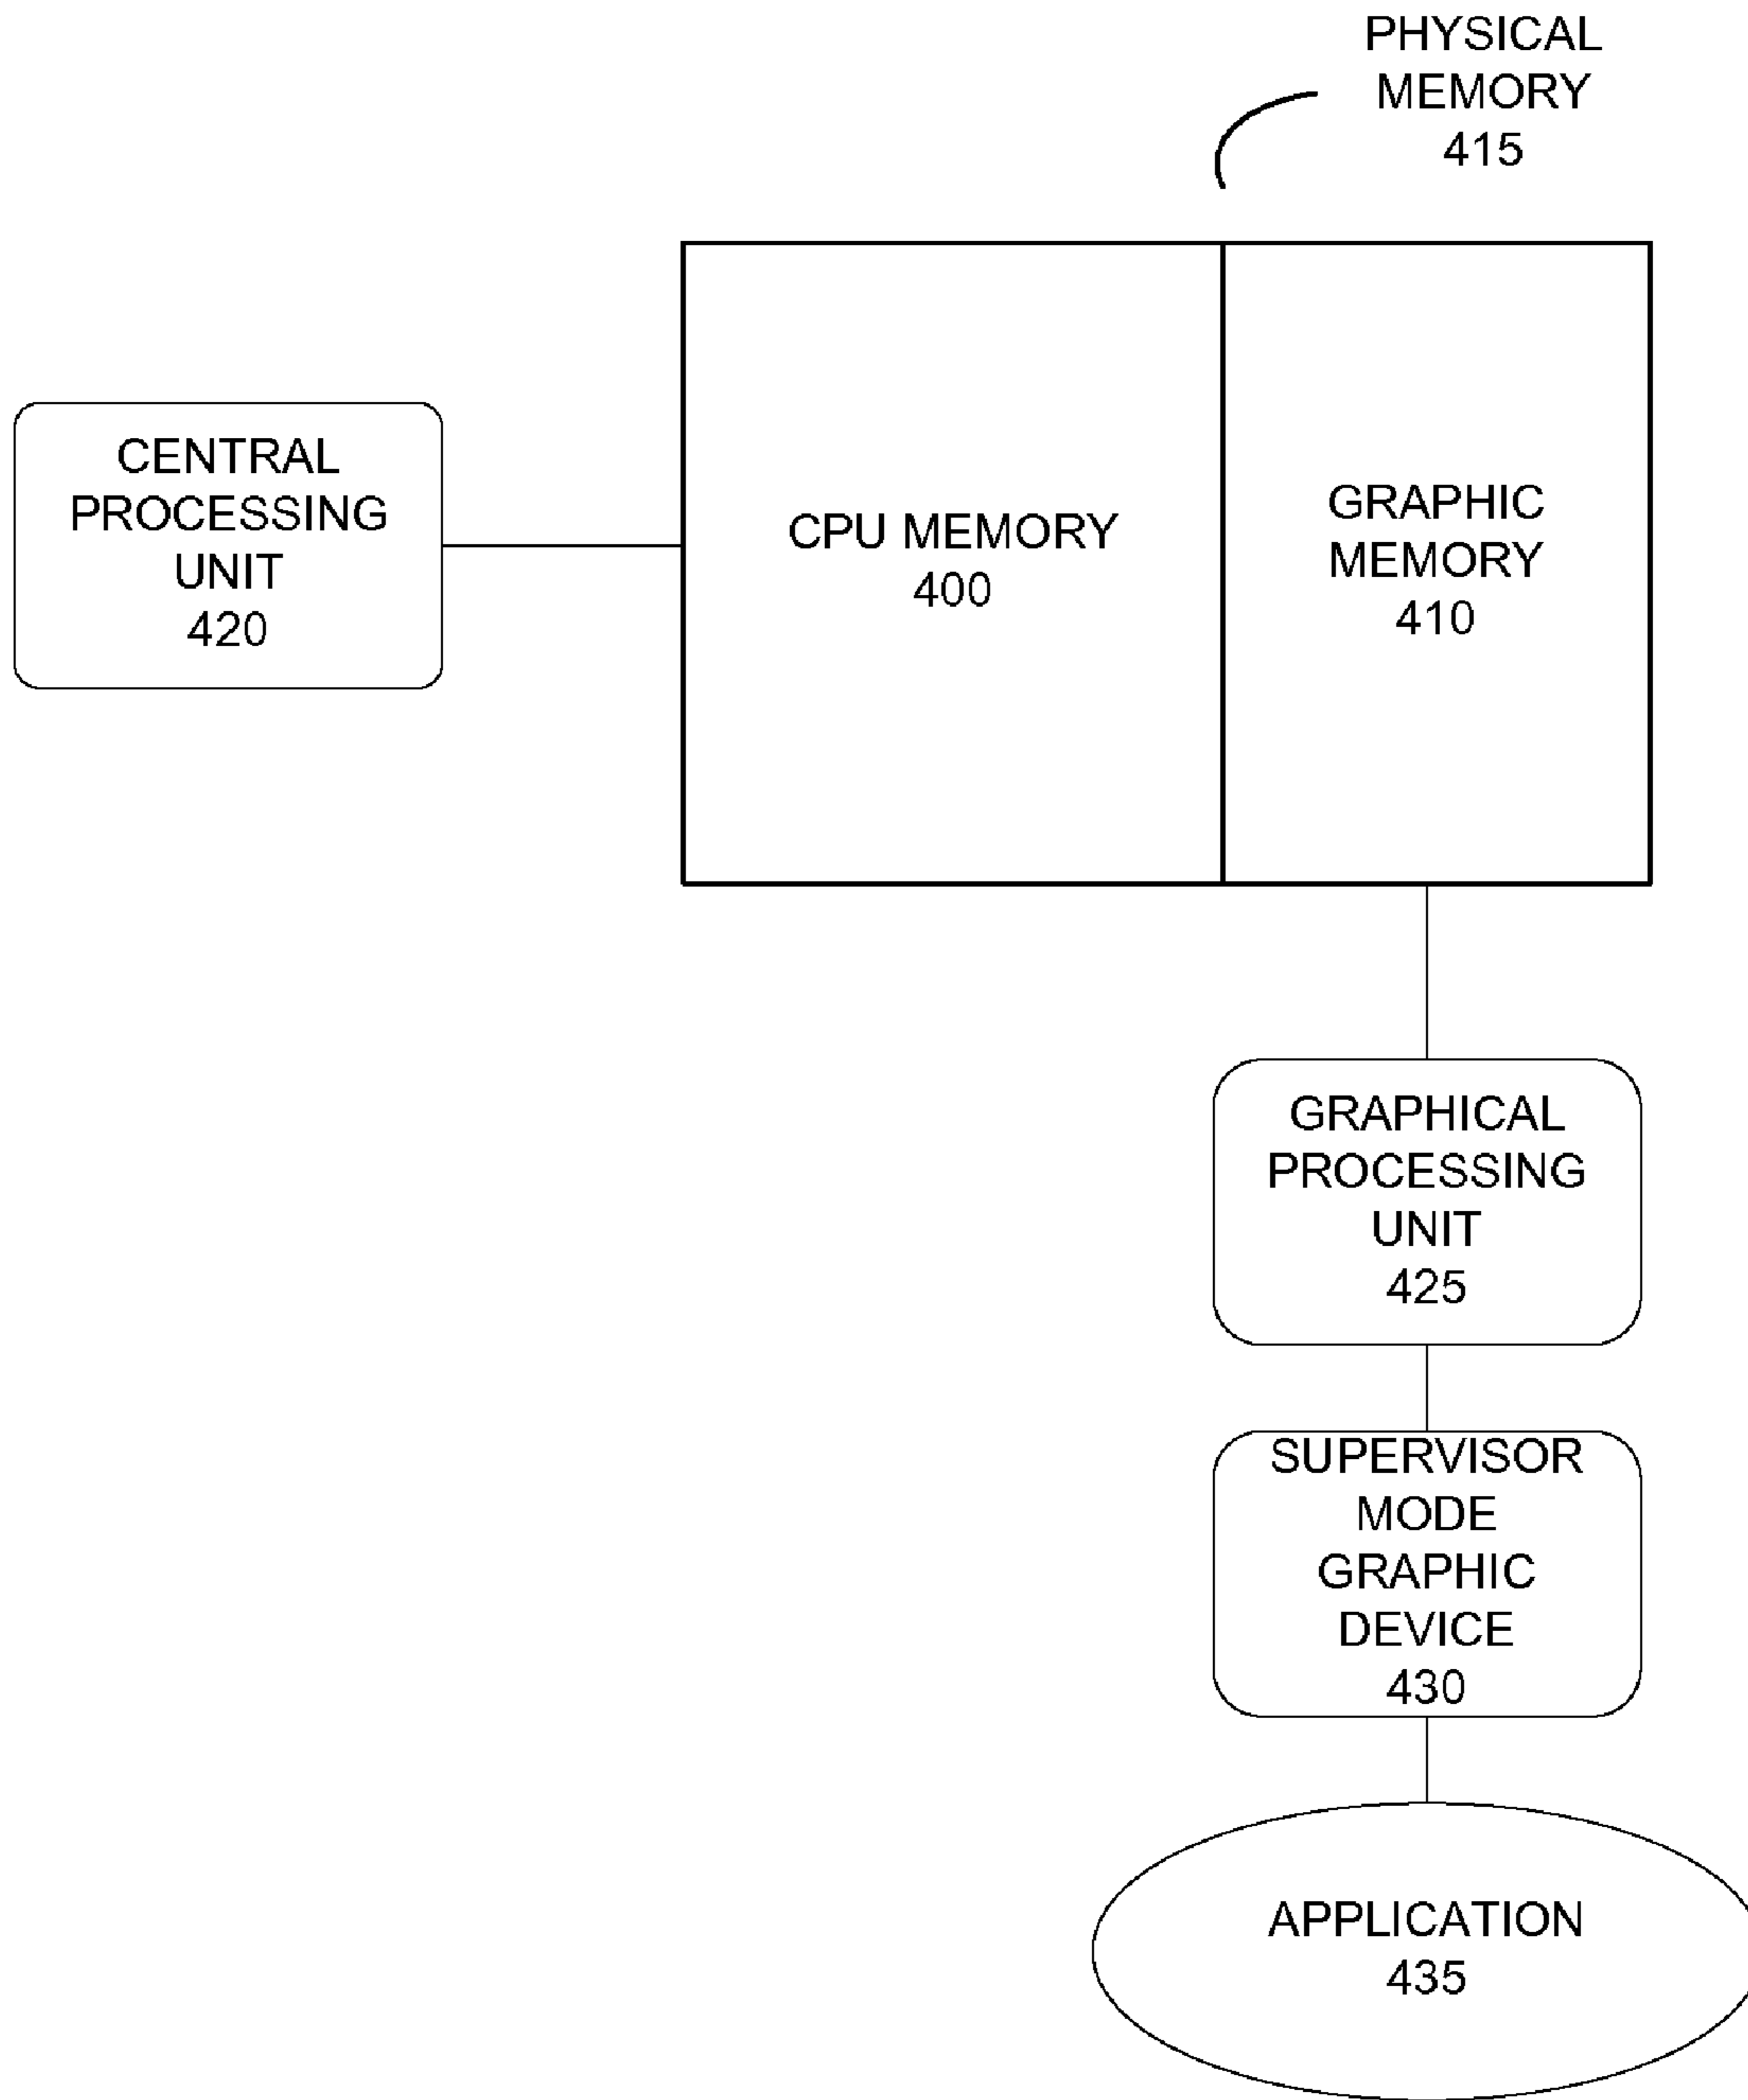 PHYSICAL
MEMORY
415
CENTRAL
PROCESSING
UNIT
420
CPU MEMORY
400
GRAPHIC
MEMORY
410
GRAPHICAL
PROCESSING
UNIT
425
SUPERVISOR
MODE
GRAPHIC
DEVICE
430
APPLICATION
435